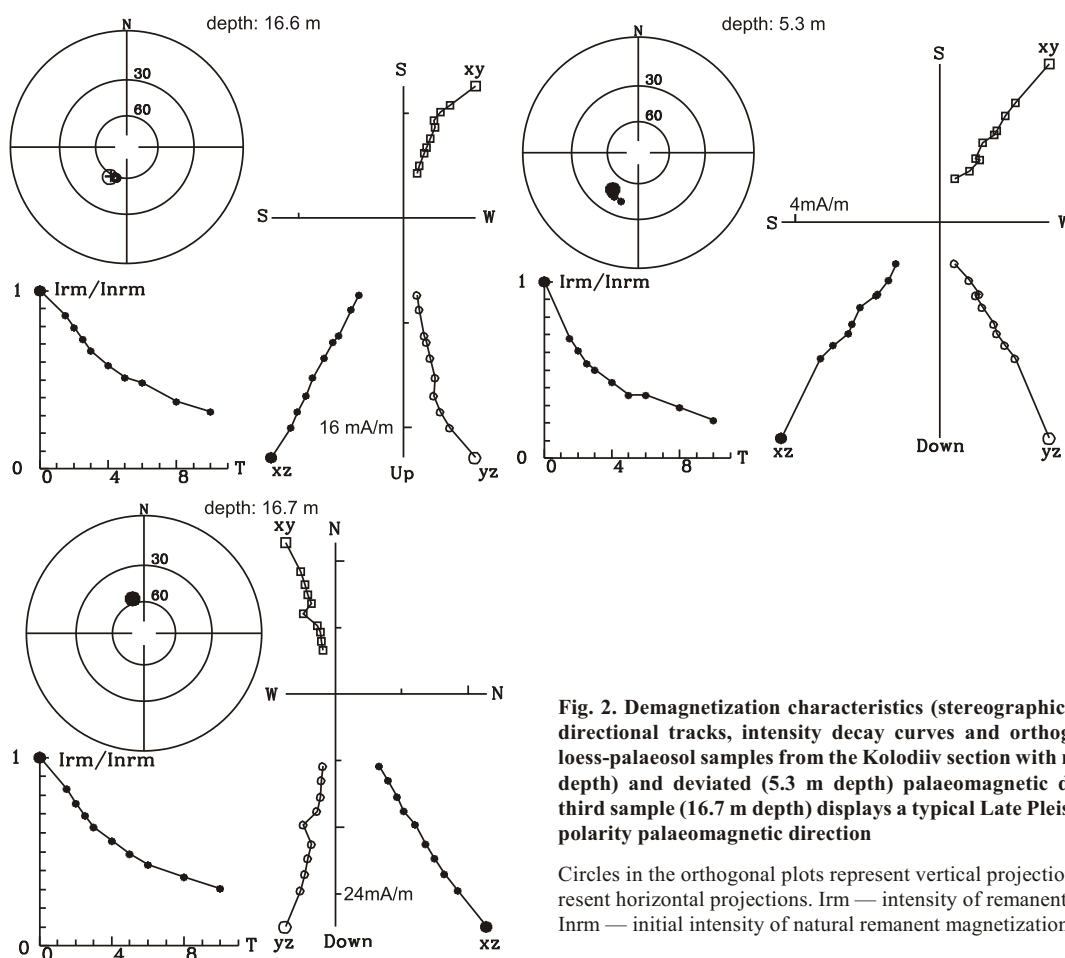 depth: 16.6 m
N
30
60
S
xy
S
W
Irm/Inrm
1
0
0
4
8
T
16 mA/m
xz
Up
yz
depth: 5.3 m
N
30
60
S
xy
4mA/m
S
W
Irm/Inrm
1
0
0
4
8
T
xz
Down
yz
depth: 16.7 m
N
30
60
xy
N
W
N
Irm/Inrm
1
0
0
4
8
T
24mA/m
yz
Down
xz
Fig. 2. Demagnetization characteristics (stereographic
directional tracks, intensity decay curves and orthog
loess-palaeosol samples from the Kolodiiv section with r
depth) and deviated (5.3 m depth) palaeomagnetic d
third sample (16.7 m depth) displays a typical Late Pleis
polarity palaeomagnetic direction
Circles in the orthogonal plots represent vertical projectio
resent horizontal projections. Irm — intensity of remanent
Inrm — initial intensity of natural remanent magnetization